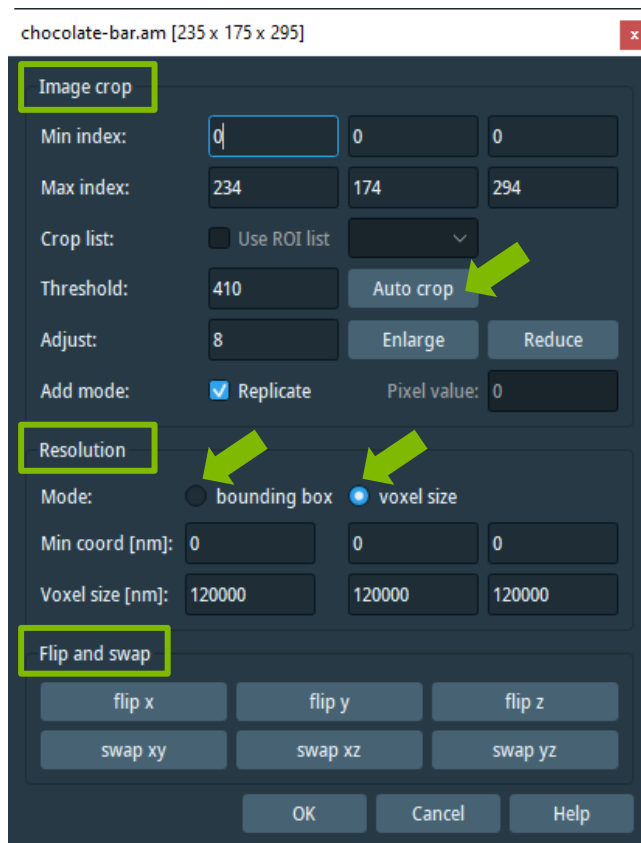 chocolate-bar.am [235 x 175 x 295] x
Image crop
Min index: 0 0 0
Max index: 234 174 294
Crop list: Use ROI list
Threshold: 410 Auto crop
Adjust: 8 Enlarge Reduce
Add mode: Replicate Pixel value: 0
Resolution
Mode: bounding box voxel size
Min coord [nm]: 0 0 0
Voxel size [nm]: 120000 120000 120000
Flip and swap
flip x flip y flip z
swap xy swap xz swap yz
OK Cancel Help